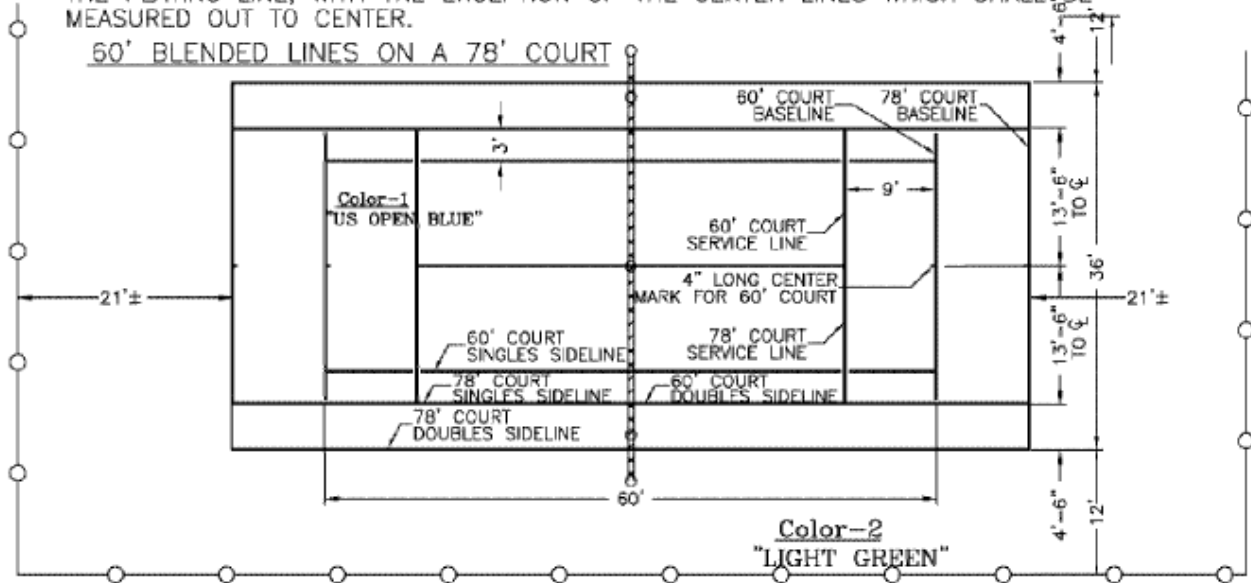 MEASURED OUT TO CENTER.
60' BLENDED LINES ON A 78' COURT
4'-6"
12'
60' COURT
BASELINE
78' COURT
BASELINE
3'
9'
13'-6"
TO ℄
Color-1
"US OPEN BLUE"
60' COURT
SERVICE LINE
36'
4" LONG CENTER
MARK FOR 60' COURT
21'±
21'±
60' COURT
SINGLES SIDELINE
78' COURT
SERVICE LINE
13'-6"
TO ℄
78' COURT
SINGLES SIDELINE
60' COURT
DOUBLES SIDELINE
78' COURT
DOUBLES SIDELINE
60'
4'-6"
12'
Color-2
"LIGHT GREEN"